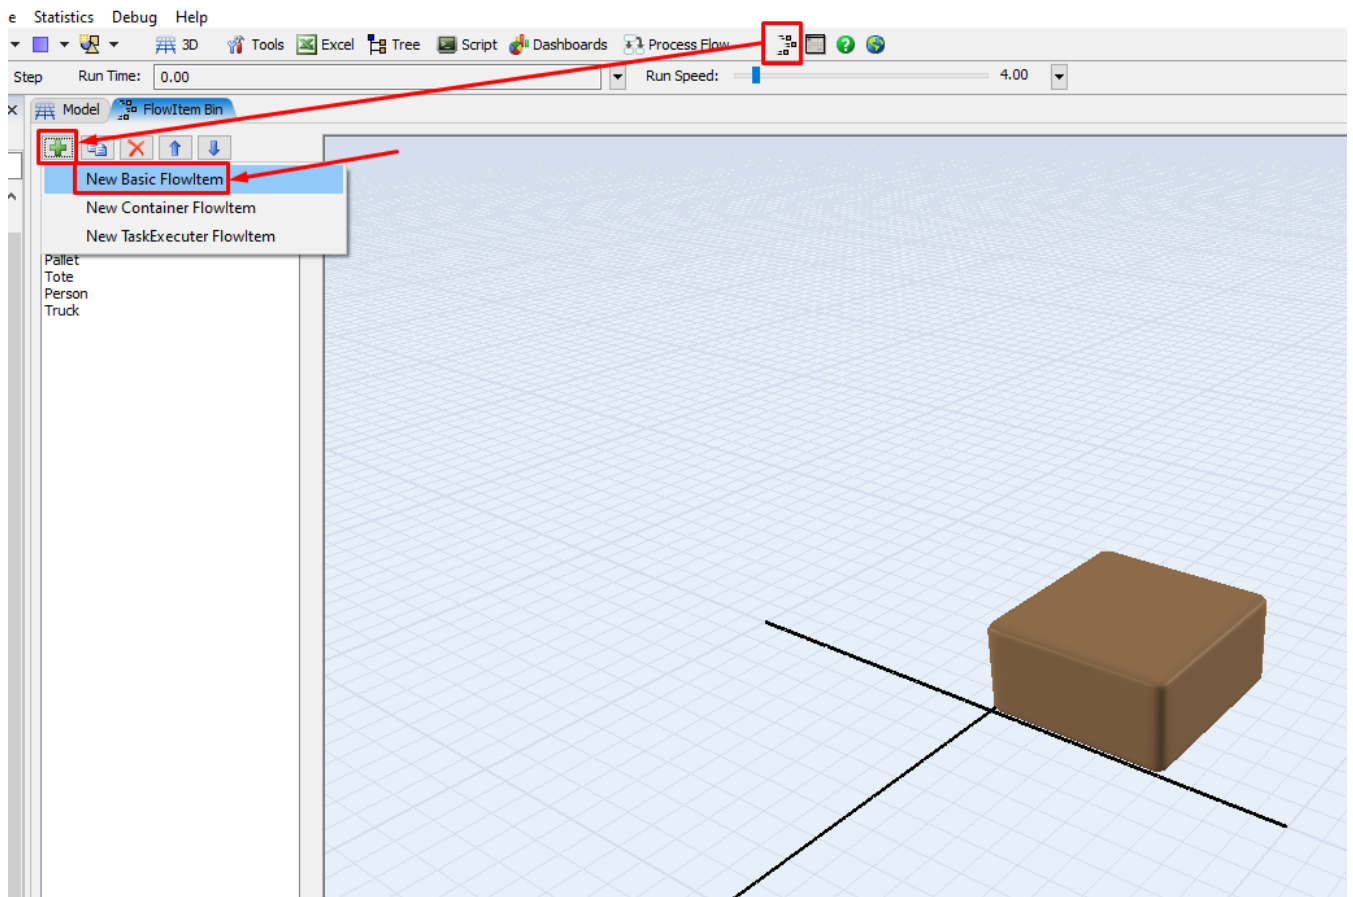 e Statistics Debug Help
3D Tools Excel Tree Script Dashboards Process Flow
Step Run Time: 0.00 Run Speed: 4.00
Model FlowItem Bin
New Basic FlowItem
New Container FlowItem
New TaskExecuter FlowItem
Pallet
Tote
Person
Truck